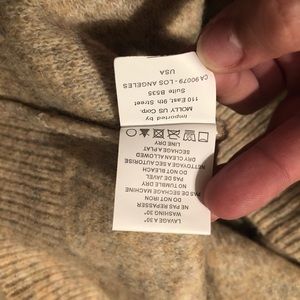 LAVAGE A 30°
WASHING 30°
NE PAS REPASSER
DO NOT IRON
PAS DE SECHAGE MACHINE
NO TUMBLE DRY
PAS DE JAVEL
DO NOT BLEACH
NETTOYAGE SEC AUTORISE
DRY CLEAN ALLOWED
SECHAGE A PLAT
LINE DRY
Imported by
MOLLY US Corp.
110 East, 9th Street
Suite B535
CA 90079 - LOS ANGELES
USA